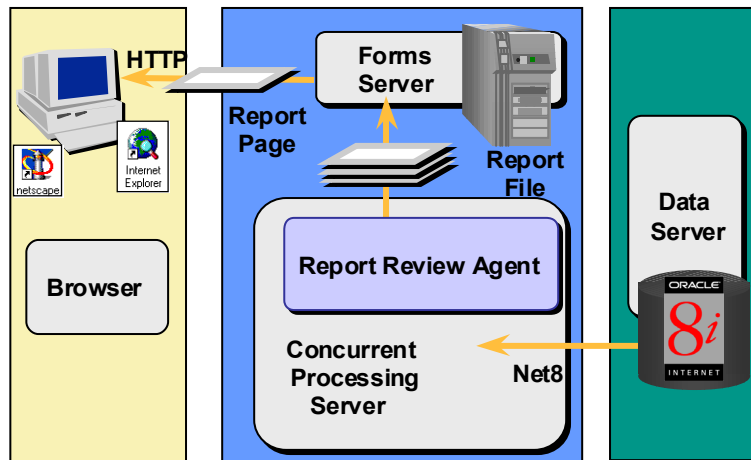 HTTP
netscape
Internet
Explorer
Browser
Forms
Server
Report
Page
Report
File
Report Review Agent
Concurrent
Processing
Server
Net8
Data
Server
ORACLE
8i
INTERNET